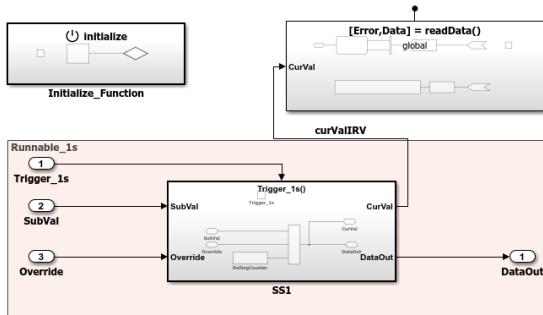 initialize
Initialize_Function
[Error,Data] = readData()
global
CurVal
curValIRV
Runnable_1s
1
Trigger_1s
2
SubVal
3
Override
Trigger_1s()
Trigger_1s
SubVal
CurVal
SubVal
CurVal
Override
Override
DataOut
DataOut
RollingCounter
SS1
1
DataOut